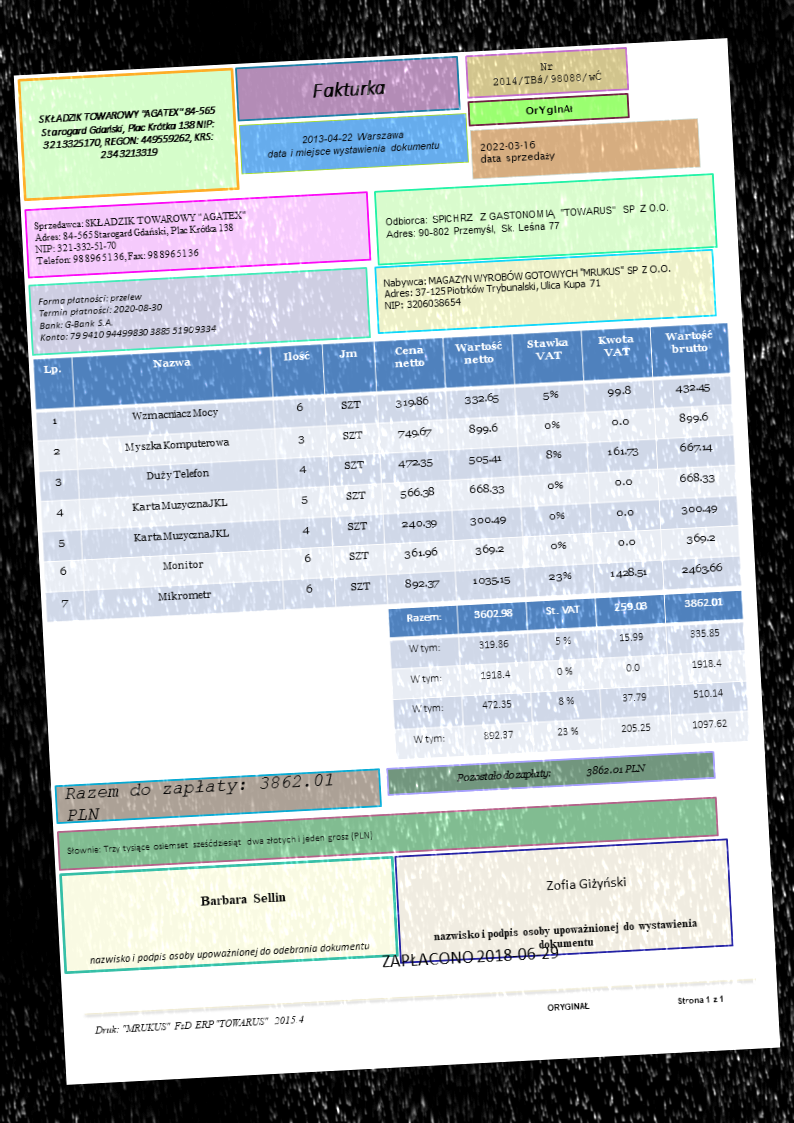 SKŁADZIK TOWAROWY "AGATEX" 84-565
Starogard Gdański, Plac Krótka 138 NIP:
3213325170, REGON: 449559262, KRS:
2343213319
Fakturka
2013-04-22 Warszawa
data i miejsce wystawienia dokumentu
Nr
2014/TBá/98088/wĆ
OrYgInAł
2022-03-16
data sprzedaży
Sprzedawca: SKŁADZIK TOWAROWY "AGATEX"
Adres: 84-565 Starogard Gdański, Plac Krótka 138
NIP: 321-332-51-70
Telefon: 988965136, Fax: 988965136
Odbiorca: SPICHRZ Z GASTONOMIĄ "TOWARUS" SP Z O.O.
Adres: 90-802 Przemyśl, Sk. Leśna 77
Forma płatności: przelew
Termin płatności: 2020-08-30
Bank: G-Bank S.A.
Konto: 79 9410 94499830 3885 5190 9334
Nabywca: MAGAZYN WYROBÓW GOTOWYCH "MRUKUS" SP Z O.O.
Adres: 37-125 Piotrków Trybunalski, Ulica Kupa 71
NIP: 3206038654
Lp. Nazwa Ilość Jm Cena netto Wartość netto Stawka VAT Kwota VAT Wartość brutto
1 Wzmacniacz Mocy 6 SZT 319.86 332.65 5% 99.8 432.45
2 Myszka Komputerowa 3 SZT 749.67 899.6 0% 0.0 899.6
3 Duży Telefon 4 SZT 472.35 505.41 8% 161.73 667.14
4 Karta Muzyczna JKL 5 SZT 566.38 668.33 0% 0.0 668.33
5 Karta Muzyczna JKL 4 SZT 240.39 300.49 0% 0.0 300.49
6 Monitor 6 SZT 361.96 369.2 0% 0.0 369.2
7 Mikrometr 6 SZT 892.37 1035.15 23% 1428.51 2463.66
Razem: 3602.98 St. VAT 259.03 3862.01
W tym: 319.86 5 % 15.99 335.85
W tym: 1918.4 0 % 0.0 1918.4
W tym: 472.35 8 % 37.79 510.14
W tym: 892.37 23 % 205.25 1097.62
Razem do zapłaty: 3862.01
PLN
Pozostało do zapłaty: 3862.01 PLN
Słownie: Trzy tysiące osiemset sześćdziesiąt dwa złotych i jeden grosz (PLN)
Barbara Sellin
nazwisko i podpis osoby upoważnionej do odebrania dokumentu
Zofia Giżyński
nazwisko i podpis osoby upoważnionej do wystawienia
dokumentu
ZAPŁACONO 2018-06-29
Druk: "MRUKUS" FsD ERP "TOWARUS" 2015.4
ORYGINAŁ
Strona 1 z 1